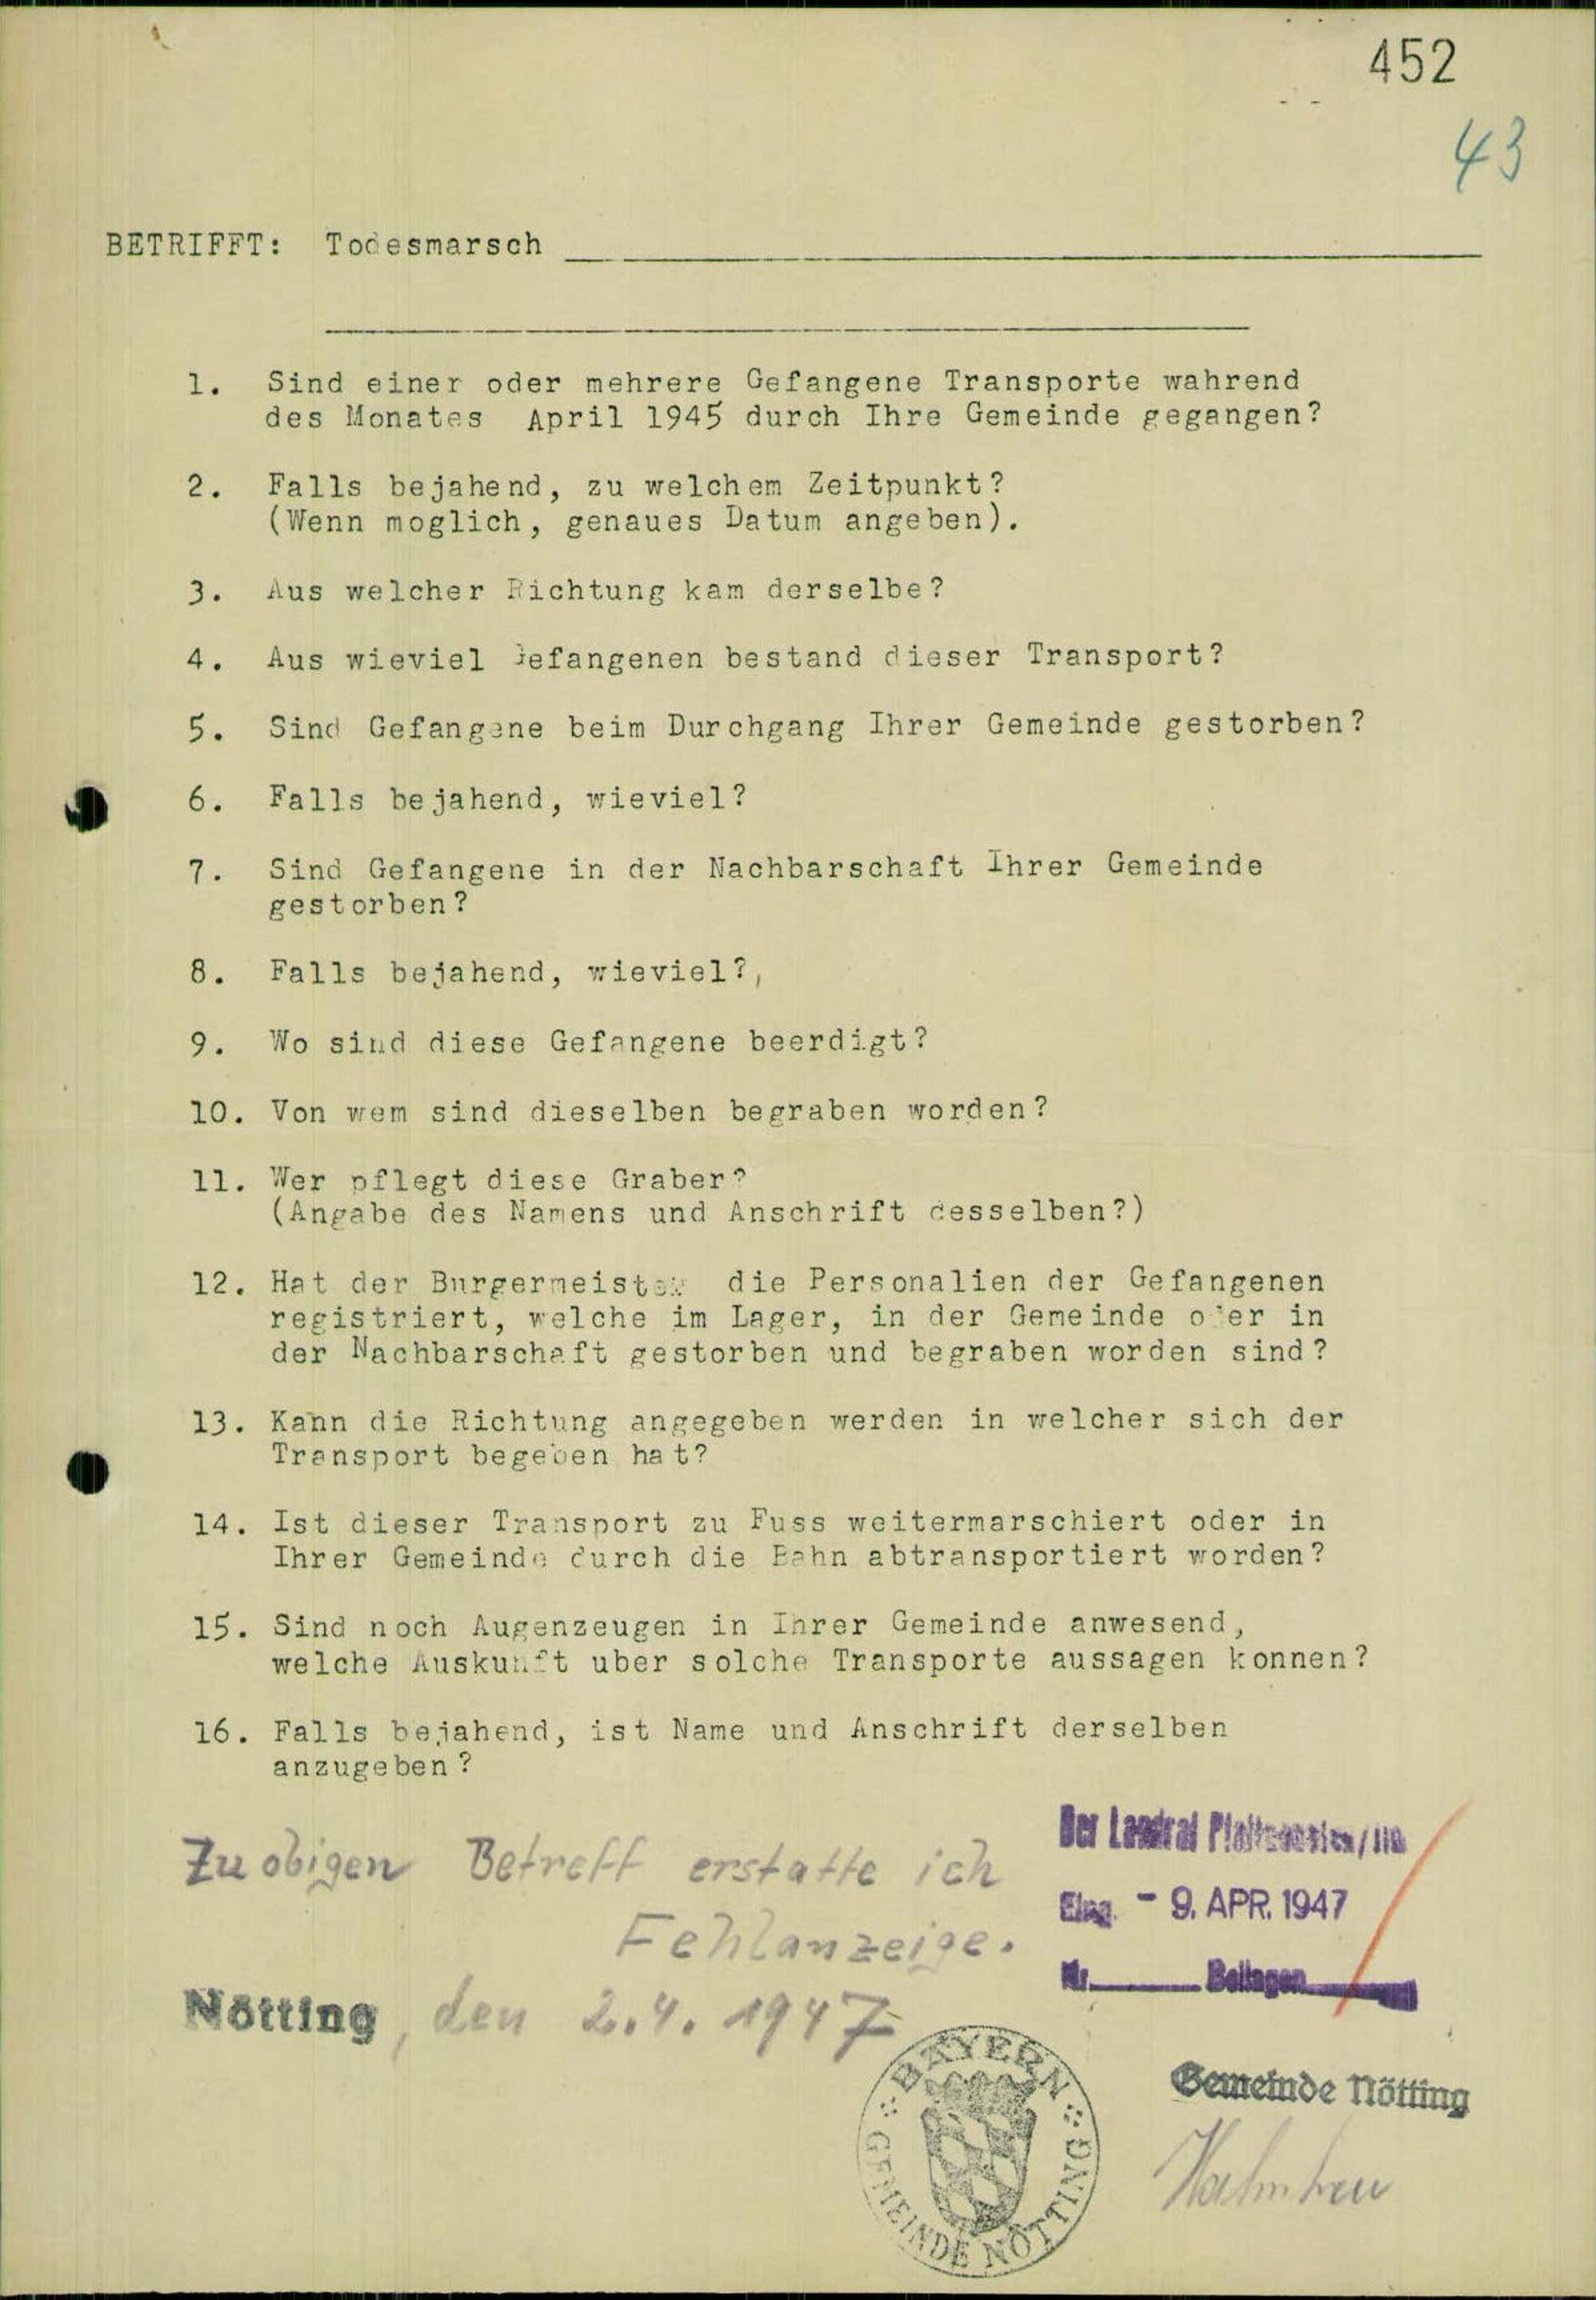 452
43
BETRIFFT: Todesmarsch
1. Sind einer oder mehrere Gefangene Transporte wahrend
des Monates April 1945 durch Ihre Gemeinde gegangen?
2. Falls bejahend, zu welchem Zeitpunkt?
(Wenn moglich, genaues Datum angeben).
3. Aus welcher Richtung kam derselbe?
4. Aus wieviel Gefangenen bestand dieser Transport?
5. Sind Gefangene beim Durchgang Ihrer Gemeinde gestorben?
6. Falls bejahend, wieviel?
7. Sind Gefangene in der Nachbarschaft Ihrer Gemeinde
gestorben?
8. Falls bejahend, wieviel?,
9. Wo sind diese Gefangene beerdigt?
10. Von wem sind dieselben begraben worden?
11. Wer pflegt diese Graber?
(Angabe des Namens und Anschrift desselben?)
12. Hat der Burgermeister die Personalien der Gefangenen
registriert, welche im Lager, in der Gemeinde oder in
der Nachbarschaft gestorben und begraben worden sind?
13. Kann die Richtung angegeben werden in welcher sich der
Transport begeben hat?
14. Ist dieser Transport zu Fuss weitermarschiert oder in
Ihrer Gemeinde durch die Bahn abtransportiert worden?
15. Sind noch Augenzeugen in Ihrer Gemeinde anwesend,
welche Auskunft uber solche Transporte aussagen konnen?
16. Falls bejahend, ist Name und Anschrift derselben
anzugeben?
Zu obigen Betreff erstatte ich
Fehlanzeige.
Der Landrat Pfaffenhofen/Ilm
Eing. - 9. APR. 1947
Nr. Beilagen
Nötting, den 2.4.1947
BAYERN
GEMEINDE NÖTTING
Gemeinde Nötting